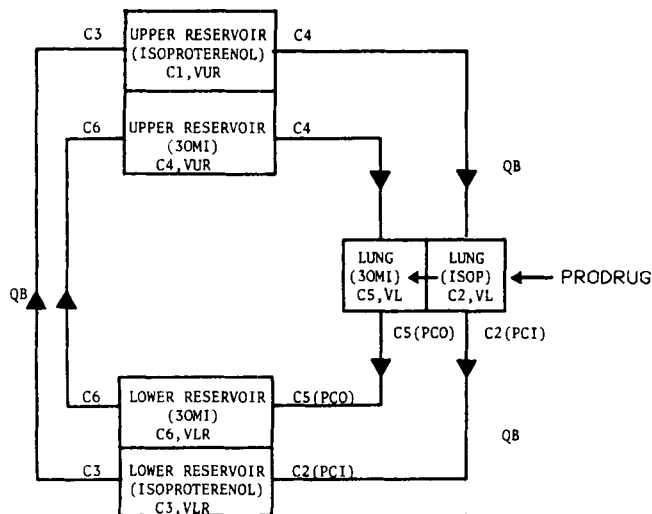 C3
UPPER RESERVOIR
(ISOPROTERENOL)
C1,VUR
C4
C6
UPPER RESERVOIR
(3OMI)
C4,VUR
C4
QB
LUNG
(3OMI)
C5,VL
LUNG
(ISOP)
C2,VL
PRODRUG
QB
C5(PCO)
C2(PCI)
C6
LOWER RESERVOIR
(3OMI)
C6,VLR
C5(PCO)
QB
C3
LOWER RESERVOIR
(ISOPROTERENOL)
C3,VLR
C2(PCI)